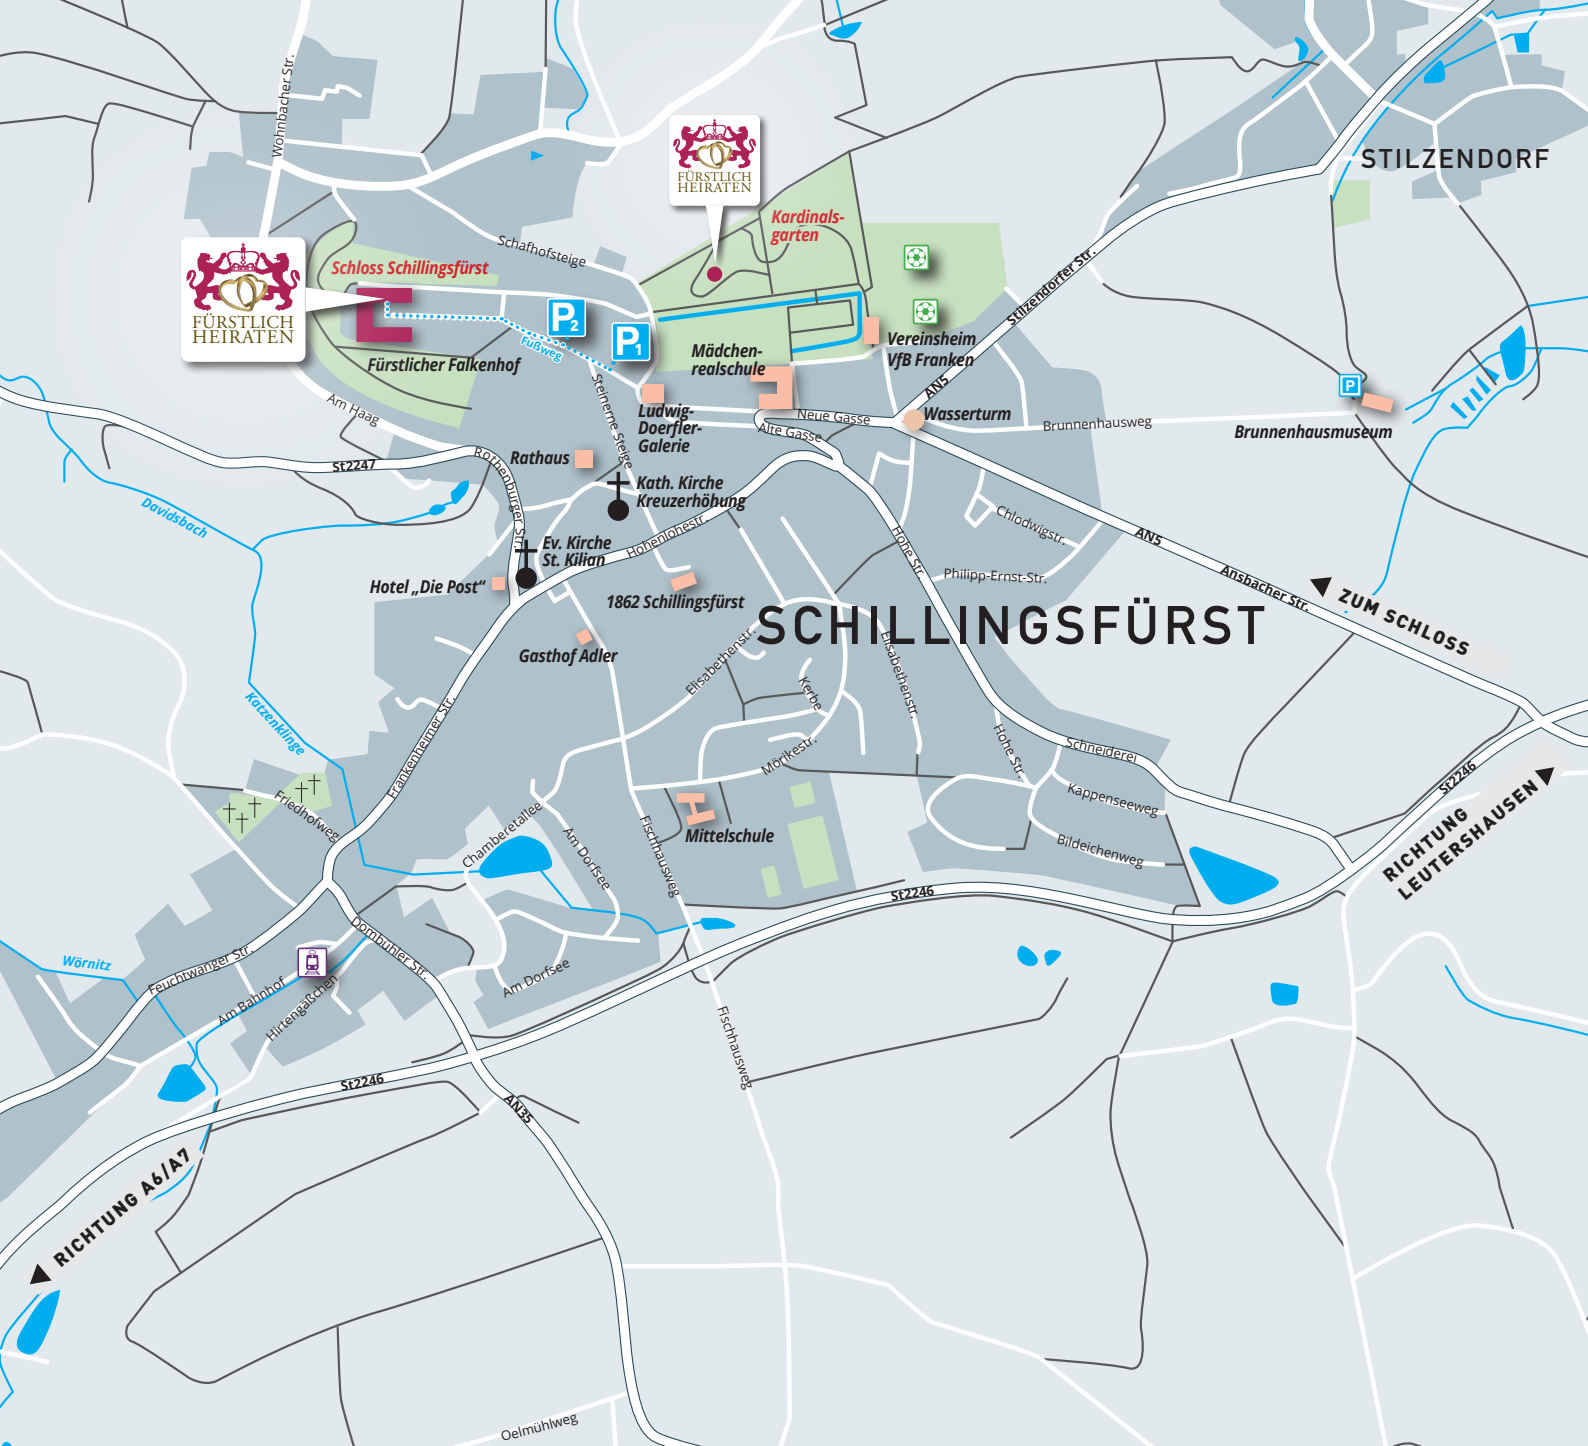 Wohnbacher Str.
STILZENDORF
FÜRSTLICH
HEIRATEN
Kardinals-
garten
Schafhofsteige
Schloss Schillingsfürst
FÜRSTLICH
HEIRATEN
P2
P1
Fußweg
Fürstlicher Falkenhof
Stilzendorfer Str.
Vereinsheim
VfB Franken
Mädchen-
realschule
AN5
P
Am Haag
Steinerne Steige
Ludwig-
Doerfler-
Galerie
Neue Gasse
Alte Gasse
Wasserturm
Brunnenhausweg
Brunnenhausmuseum
St2247
Rothenburger Str.
Rathaus
Kath. Kirche
Kreuzerhöhung
Davidsbach
Hohenlohestr.
Ev. Kirche
St. Kilian
Hohe Str.
Chlodwigstr.
AN5
Philipp-Ernst-Str.
Ansbacher Str.
ZUM SCHLOSS
Hotel „Die Post“
1862 Schillingsfürst
SCHILLINGSFÜRST
Gasthof Adler
Elisabethenstr.
Elisabethenstr.
Kerbe
Katzenklinge
Frankenheimer Str.
Mörikestr.
Hohe Str.
Schneiderei
Kappenseeweg
Bildeichenweg
St2246
RICHTUNG
LEUTERSHAUSEN
Friedhofweg
Chamberetallee
Am Dorfsee
Fischhausweg
Mittelschule
St2246
Dombühler Str.
Wörnitz
Feuchtwanger Str.
Am Bahnhof
Hirtengäßchen
Am Dorfsee
Fischhausweg
St2246
AN35
RICHTUNG A6/A7
Oelmühlweg